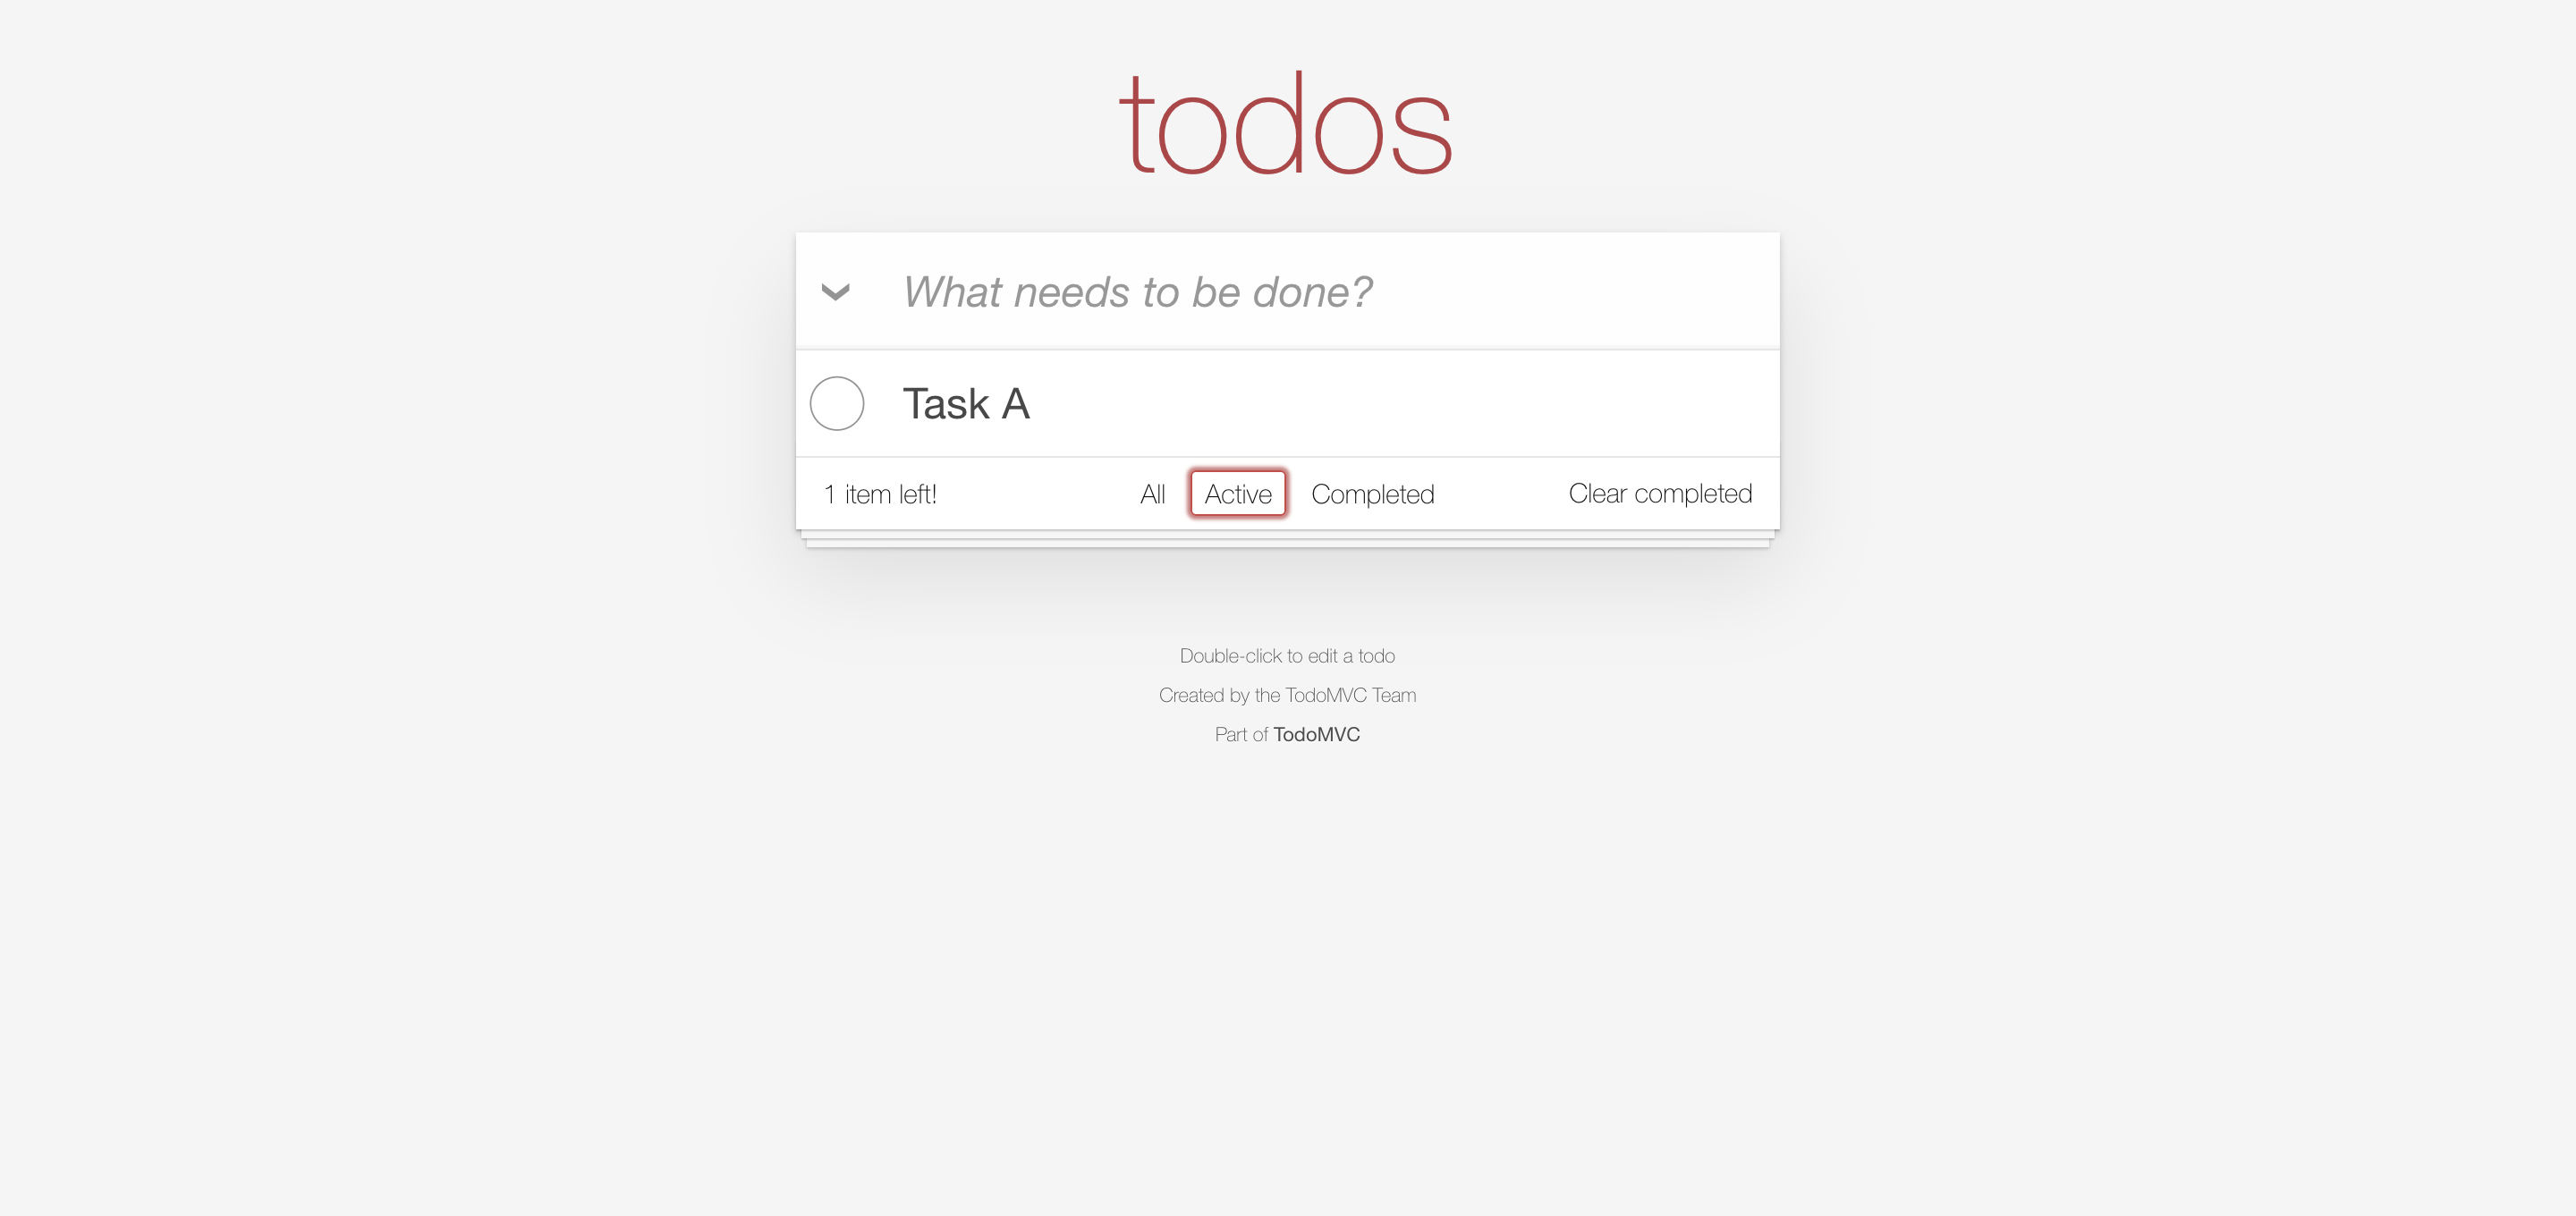 todos
What needs to be done?
Task A
1 item left! All Active Completed Clear completed
Double-click to edit a todo
Created by the TodoMVC Team
Part of TodoMVC